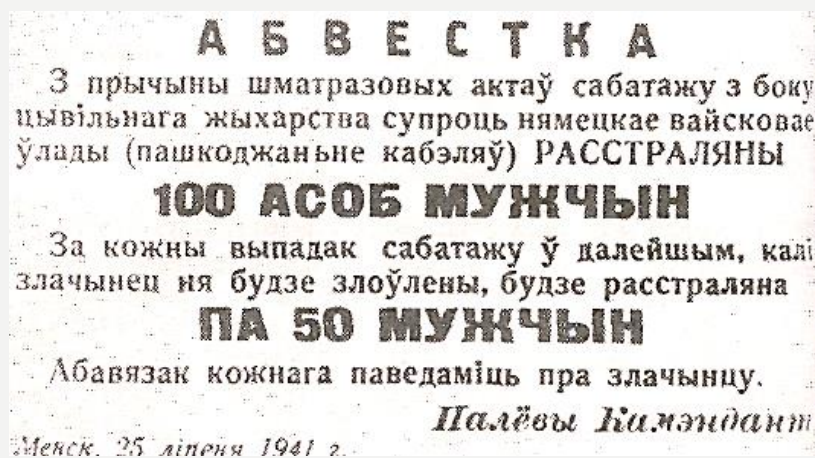 АБВЕСТКА
З прычыны шматразовых актаў сабатажу з боку
цывільнага жыхарства супроць нямецкае вайсковае
ўлады (пашкоджаньне кабэляў) РАССТРАЛЯНЫ
100 АСОБ МУЖЧЫН
За кожны выпадак сабатажу ў далейшым, калі
злачынец ня будзе злоўлены, будзе расстраляна
ПА 50 МУЖЧЫН
Абавязак кожнага паведаміць пра злачынцу.
Палёвы Камэндант
Менск, 25 ліпеня 1941 г.